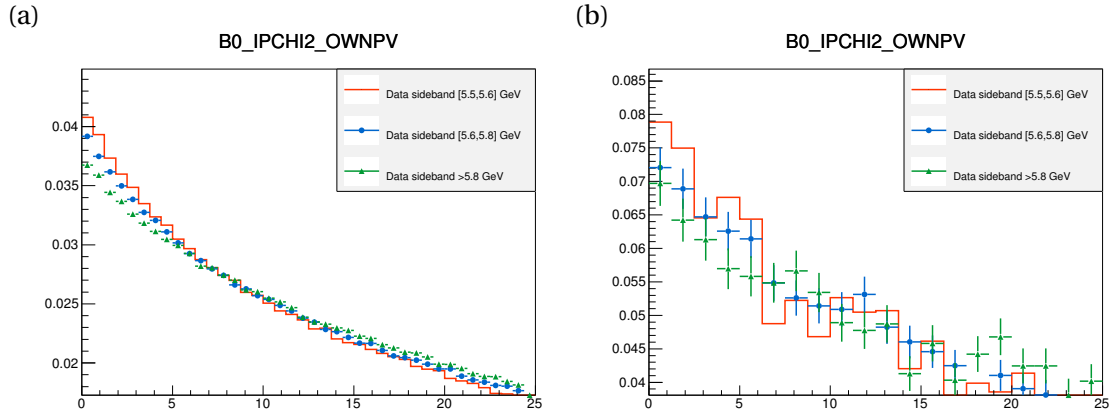 (a)
B0_IPCHI2_OWNPV
Data sideband [5.5,5.6] GeV
Data sideband [5.6,5.8] GeV
Data sideband >5.8 GeV
0.04
0.035
0.03
0.025
0.02
0 5 10 15 20 25
(b)
B0_IPCHI2_OWNPV
Data sideband [5.5,5.6] GeV
Data sideband [5.6,5.8] GeV
Data sideband >5.8 GeV
0.085
0.08
0.075
0.07
0.065
0.06
0.055
0.05
0.045
0.04
0 5 10 15 20 25